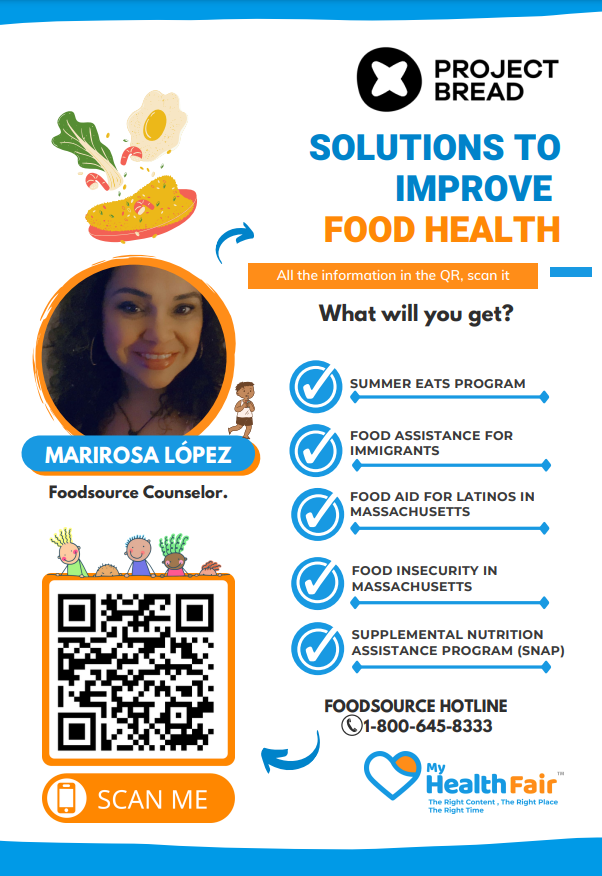 PROJECT
BREAD
SOLUTIONS TO
IMPROVE
FOOD HEALTH
All the information in the QR, scan it
What will you get?
MARIROSA LÓPEZ
Foodsource Counselor.
SUMMER EATS PROGRAM
FOOD ASSISTANCE FOR
IMMIGRANTS
FOOD AID FOR LATINOS IN
MASSACHUSETTS
FOOD INSECURITY IN
MASSACHUSETTS
SUPPLEMENTAL NUTRITION
ASSISTANCE PROGRAM (SNAP)
FOODSOURCE HOTLINE
1-800-645-8333
SCAN ME
My
HealthFair™
The Right Content , The Right Place
The Right Time